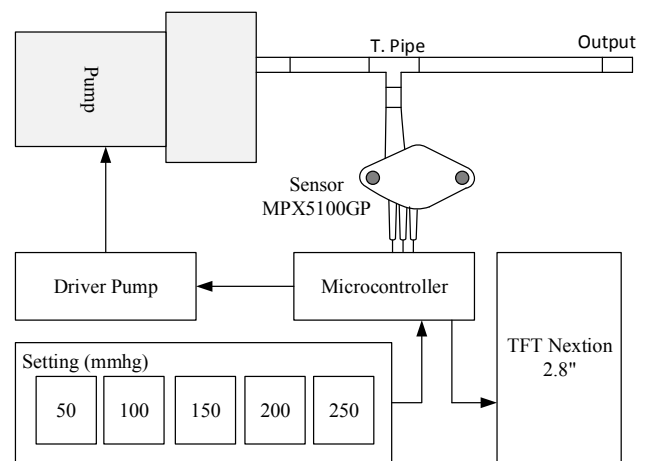 T. Pipe
Output
Pump
Sensor
MPX5100GP
Driver Pump
Microcontroller
TFT Nextion
2.8"
Setting (mmhg)
50 100 150 200 250